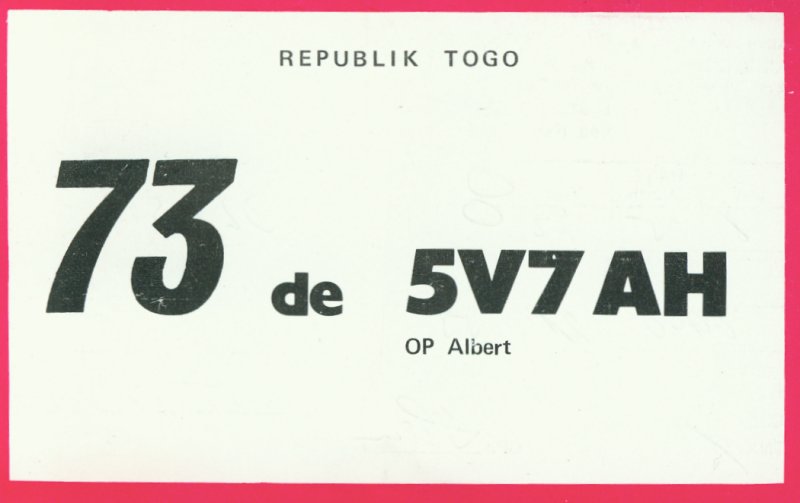 REPUBLIK TOGO
73 de 5V7AH
OP Albert